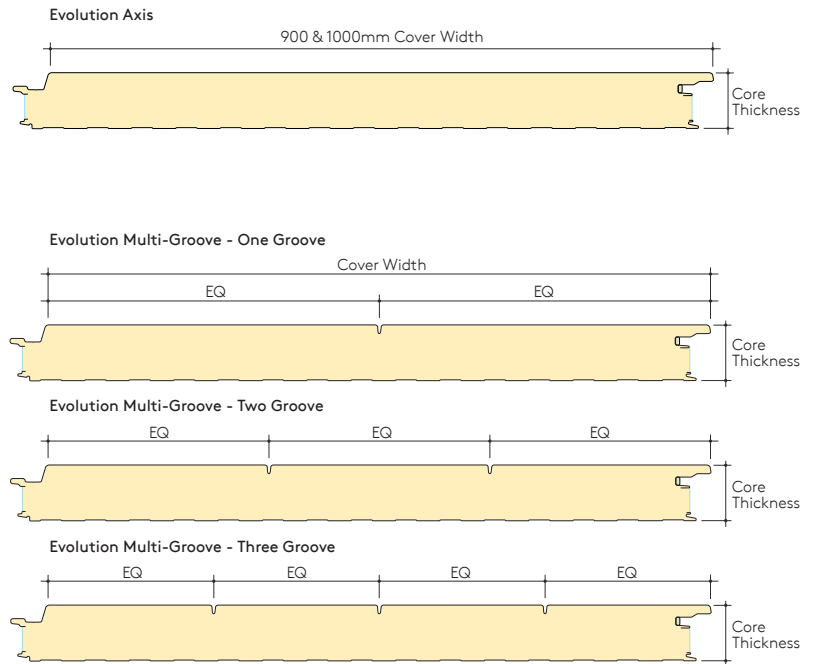 Evolution Axis
900 & 1000mm Cover Width
Core
Thickness
Evolution Multi-Groove - One Groove
Cover Width
EQ EQ
Core
Thickness
Evolution Multi-Groove - Two Groove
EQ EQ EQ
Core
Thickness
Evolution Multi-Groove - Three Groove
EQ EQ EQ EQ
Core
Thickness